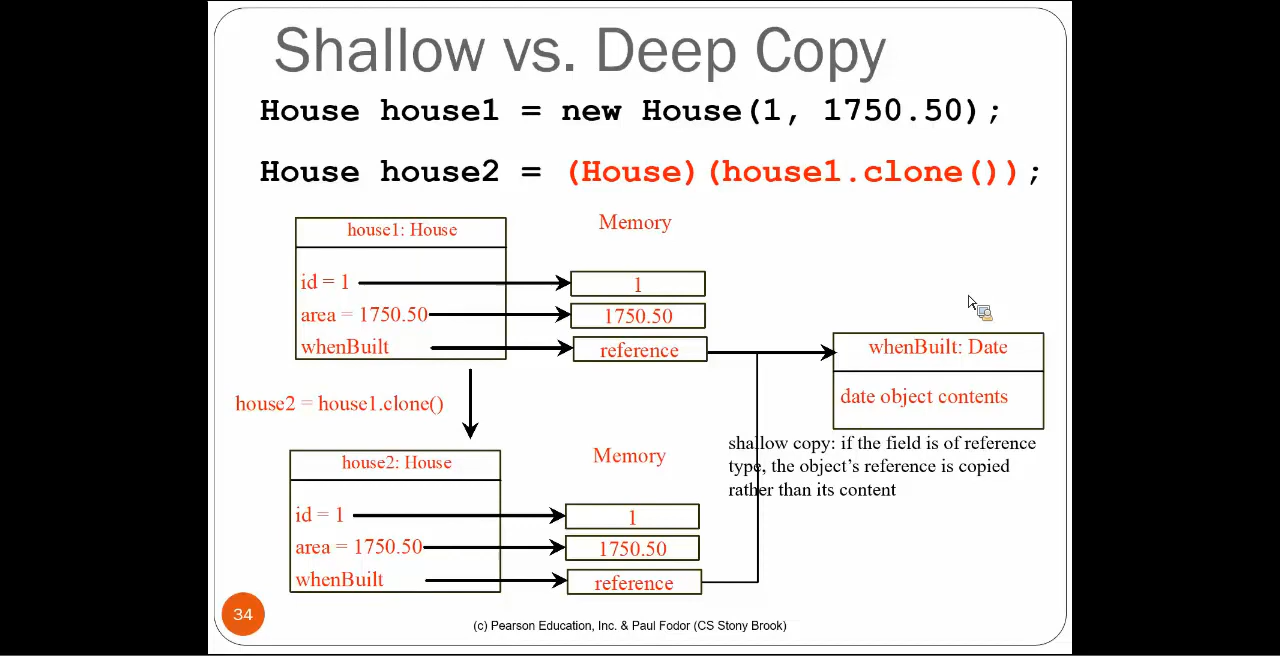 Shallow vs. Deep Copy
House house1 = new House(1, 1750.50);
House house2 = (House)(house1.clone());
house1: House
Memory
id = 1
1
area = 1750.50
1750.50
whenBuilt
reference
whenBuilt: Date
date object contents
house2 = house1.clone()
shallow copy: if the field is of reference
type, the object’s reference is copied
rather than its content
house2: House
Memory
id = 1
1
area = 1750.50
1750.50
whenBuilt
reference
34
(c) Pearson Education, Inc. & Paul Fodor (CS Stony Brook)